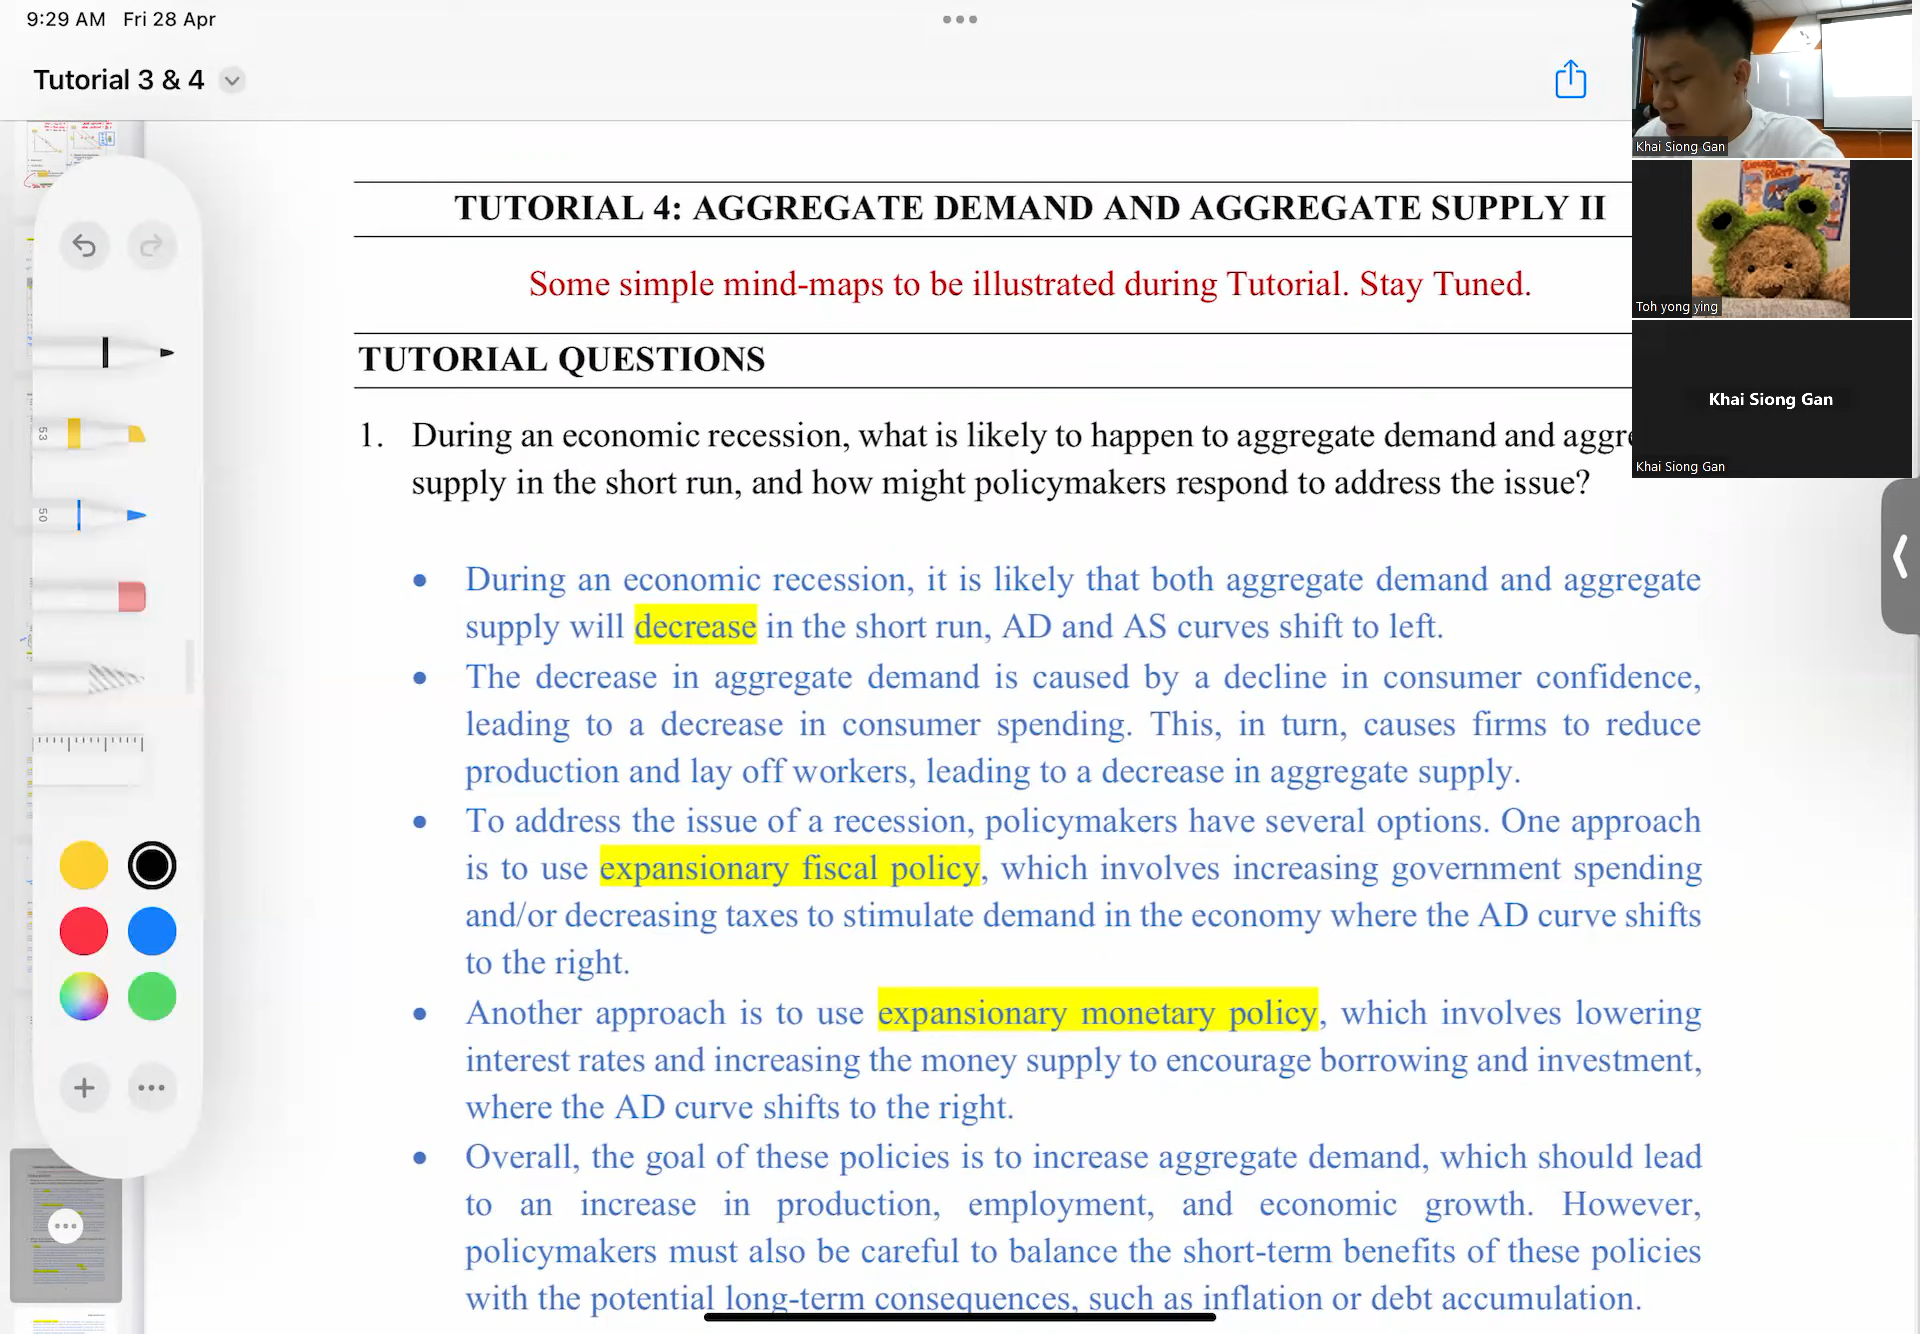 9:29 AM Fri 28 Apr
Tutorial 3 & 4
TUTORIAL 4: AGGREGATE DEMAND AND AGGREGATE SUPPLY II
Some simple mind-maps to be illustrated during Tutorial. Stay Tuned.
TUTORIAL QUESTIONS
1. During an economic recession, what is likely to happen to aggregate demand and aggre
supply in the short run, and how might policymakers respond to address the issue?
• During an economic recession, it is likely that both aggregate demand and aggregate
supply will decrease in the short run, AD and AS curves shift to left.
• The decrease in aggregate demand is caused by a decline in consumer confidence,
leading to a decrease in consumer spending. This, in turn, causes firms to reduce
production and lay off workers, leading to a decrease in aggregate supply.
• To address the issue of a recession, policymakers have several options. One approach
is to use expansionary fiscal policy, which involves increasing government spending
and/or decreasing taxes to stimulate demand in the economy where the AD curve shifts
to the right.
• Another approach is to use expansionary monetary policy, which involves lowering
interest rates and increasing the money supply to encourage borrowing and investment,
where the AD curve shifts to the right.
• Overall, the goal of these policies is to increase aggregate demand, which should lead
to an increase in production, employment, and economic growth. However,
policymakers must also be careful to balance the short-term benefits of these policies
with the potential long-term consequences, such as inflation or debt accumulation.
53
50
Khai Siong Gan
Toh yong ying
Khai Siong Gan
Khai Siong Gan